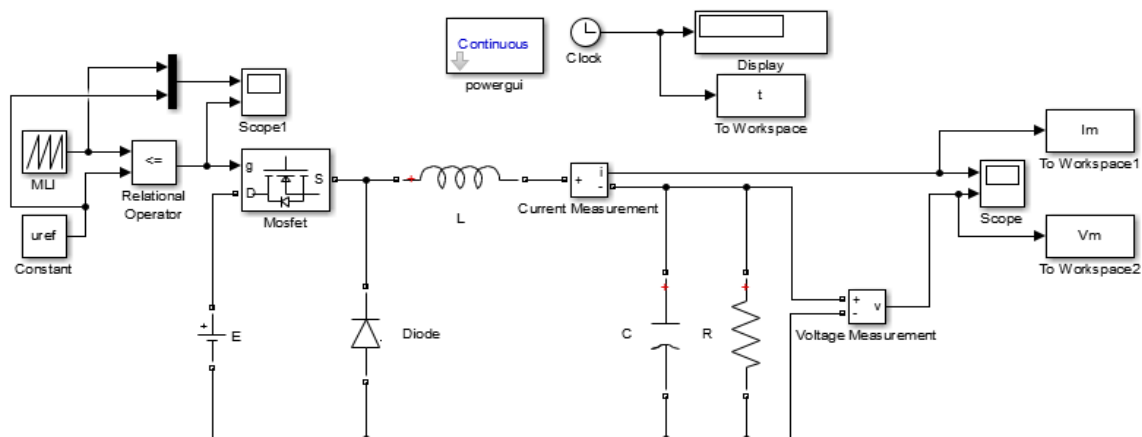 Continuous
powergui
Clock
Display
t
To Workspace
Scope1
MLI
<=
Relational
Operator
uref
Constant
g
D
S
Mosfet
L
+
i
-
Current Measurement
Im
To Workspace1
Scope
Vm
To Workspace2
+
E
Diode
C
R
+
-
v
Voltage Measurement